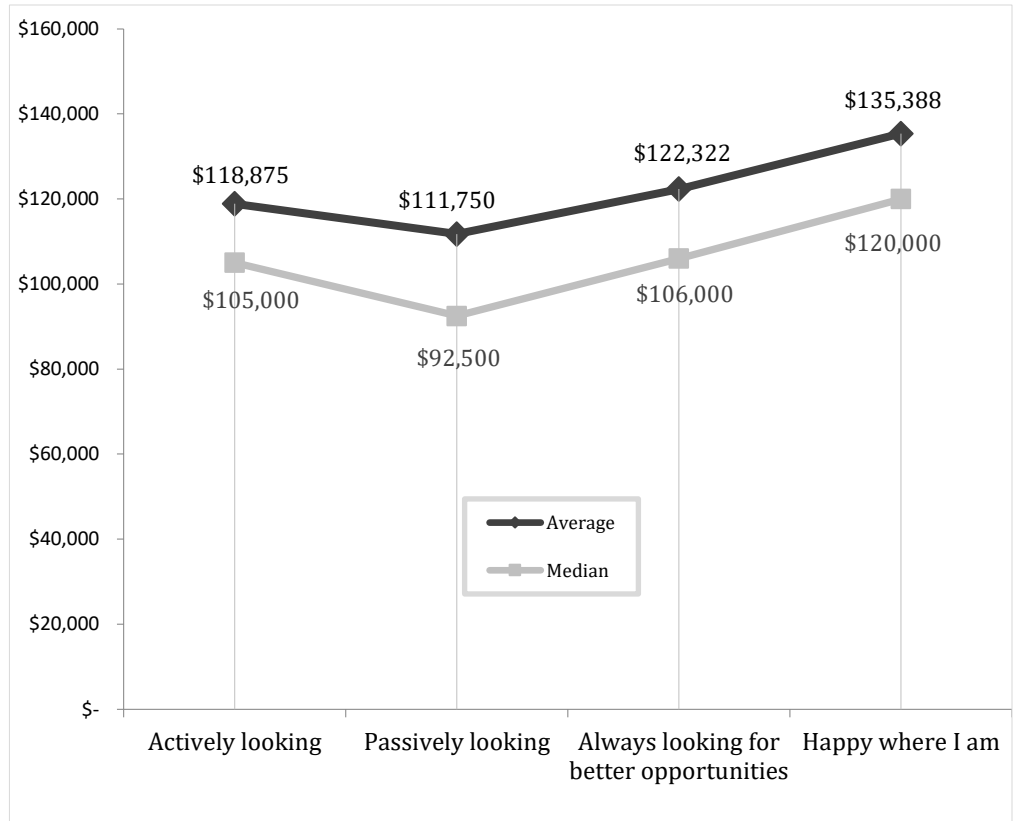 $160,000
$140,000
$120,000
$100,000
$80,000
$60,000
$40,000
$20,000
$-
$118,875
$111,750
$122,322
$135,388
$105,000
$92,500
$106,000
$120,000
Average
Median
Actively looking
Passively looking
Always looking for
better opportunities
Happy where I am